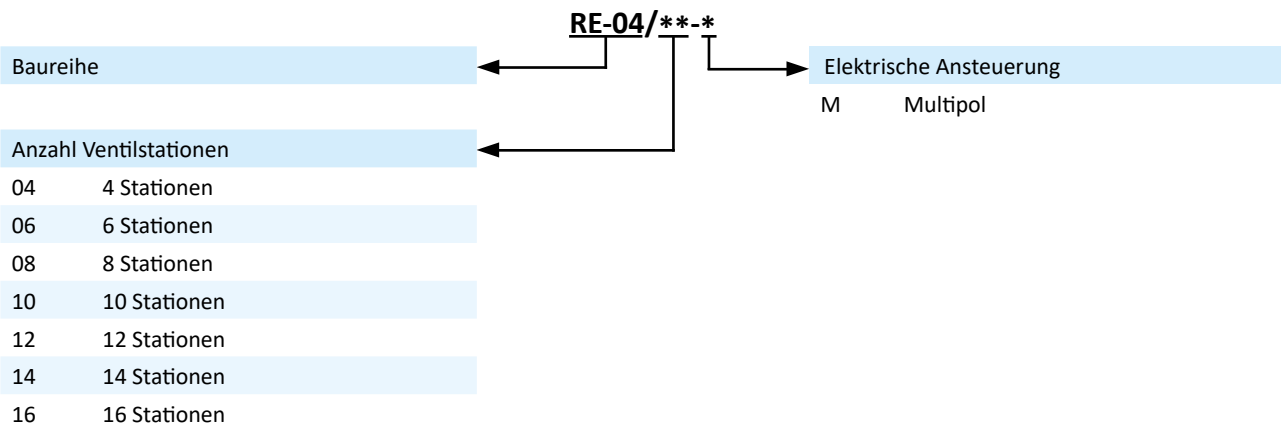 RE-04/**-*
Baureihe
Elektrische Ansteuerung
M Multipol
Anzahl Ventilstationen
04 4 Stationen
06 6 Stationen
08 8 Stationen
10 10 Stationen
12 12 Stationen
14 14 Stationen
16 16 Stationen